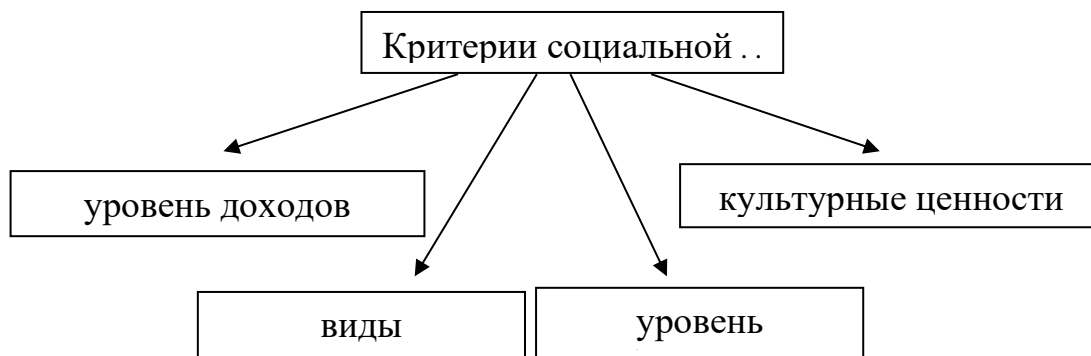 Критерии социальной . .
уровень доходов
культурные ценности
виды
уровень